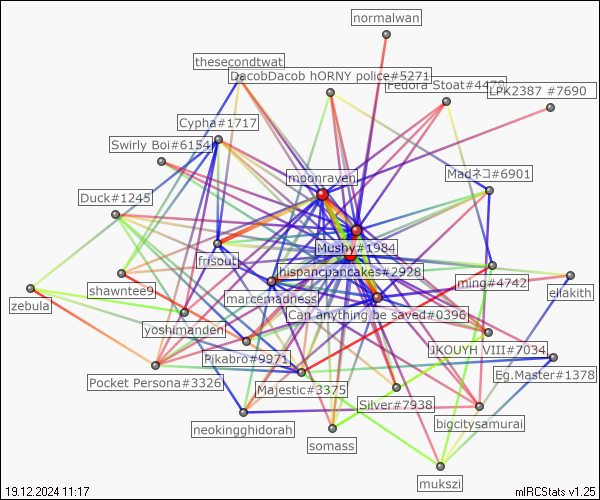 normalwan
thesecondtwat
DacobDacob hORNY police#5271
Fedora Stoat#4479
LPK2387 #7690
Cypha#1717
Swirly Boi#6154
moonraven
Madネコ#6901
Duck#1245
Mushy#1984
frisout
hispancpancakes#2928
ming#4742
eilakith
shawntee9
marcemadness
zebula
Can anything be saved#0396
yoshimanden
JKOUYH VIII#7034
Pikabro#9971
Pocket Persona#3326
Majestic#3375
Eg.Master#1378
Silver#7938
bigcitysamurai
neokingghidorah
somass
mukszi
19.12.2024 11:17
mIRCStats v1.25